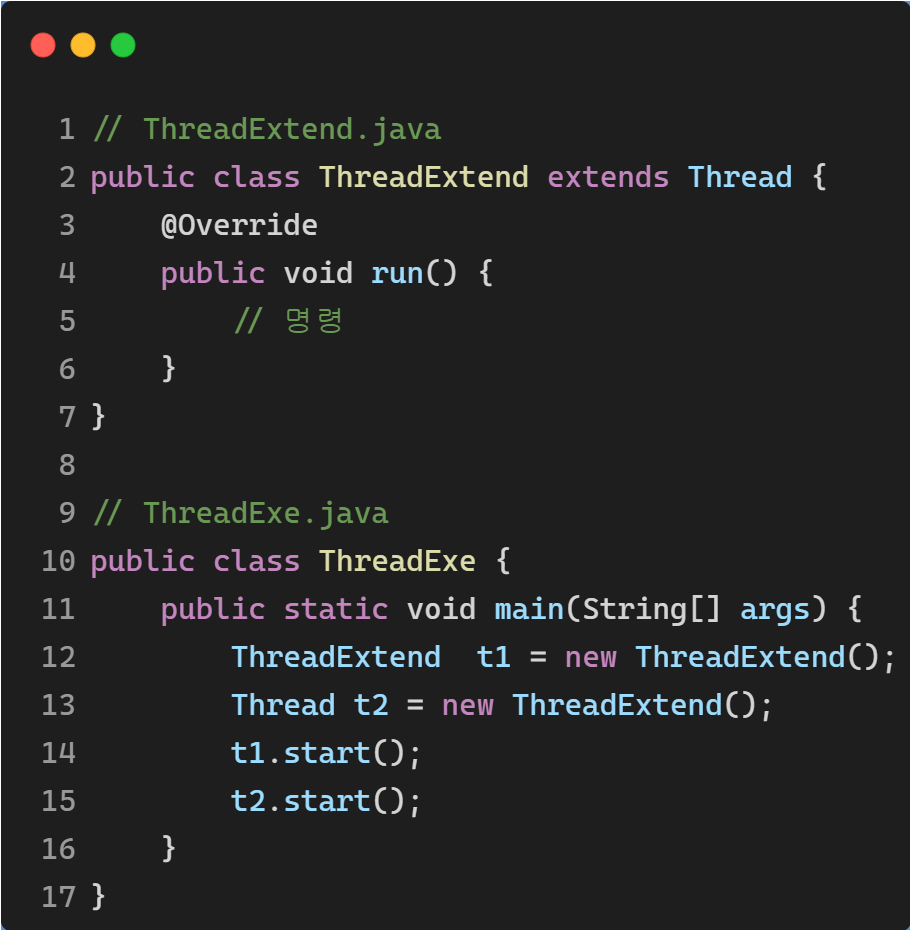 1 // ThreadExtend.java
2 public class ThreadExtend extends Thread {
3     @Override
4     public void run() {
5         // 명령
6     }
7 }
8
9 // ThreadExe.java
10 public class ThreadExe {
11     public static void main(String[] args) {
12         ThreadExtend  t1 = new ThreadExtend();
13         Thread t2 = new ThreadExtend();
14         t1.start();
15         t2.start();
16     }
17 }